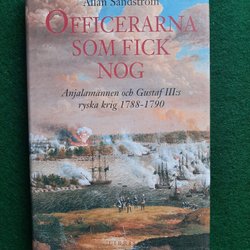 Allan Sandström
OFFICERARNA
SOM FICK
NOG
Anjalamännen och Gustaf III:s
ryska krig 1788-1790